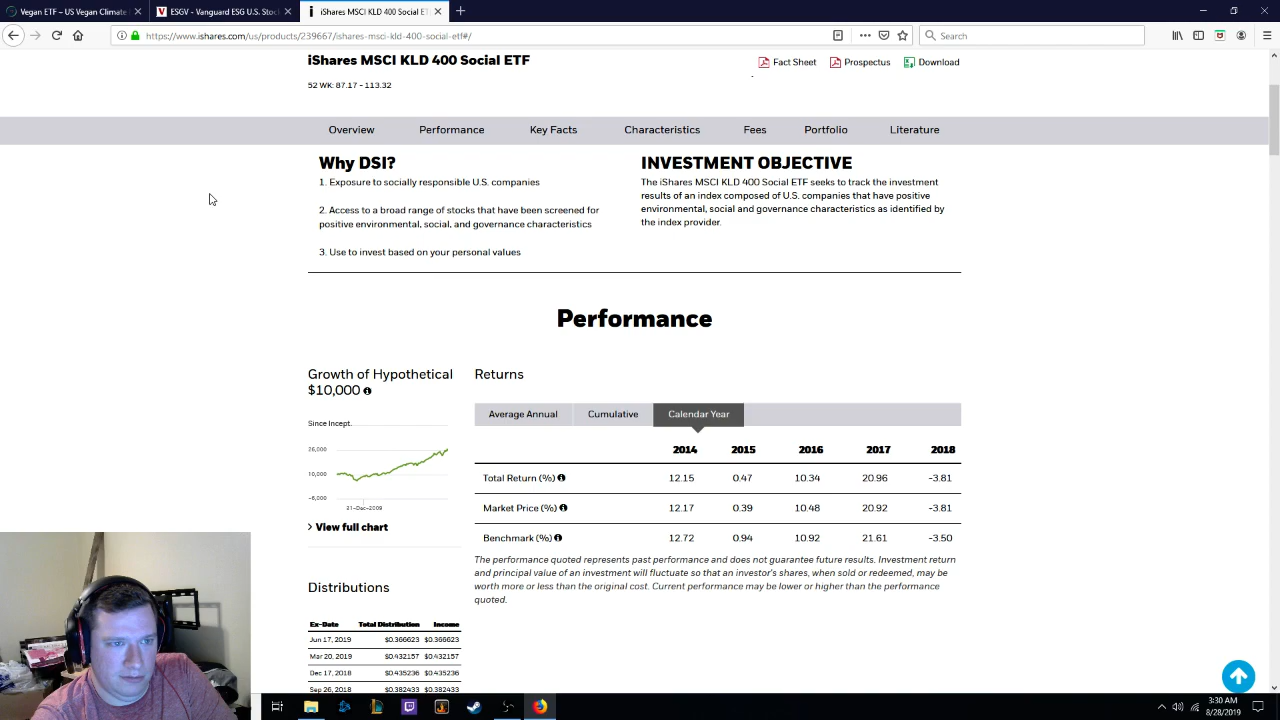 Vegan ETF – US Vegan Climate
ESGV - Vanguard ESG U.S. Stoc
iShares MSCI KLD 400 Social ET
https://www.ishares.com/us/products/239667/ishares-msci-kld-400-social-etf#/
Search
iShares MSCI KLD 400 Social ETF
Fact Sheet
Prospectus
Download
52 WK: 87.17 - 113.32
Overview
Performance
Key Facts
Characteristics
Fees
Portfolio
Literature
Why DSI?
1. Exposure to socially responsible U.S. companies
2. Access to a broad range of stocks that have been screened for
positive environmental, social, and governance characteristics
3. Use to invest based on your personal values
INVESTMENT OBJECTIVE
The iShares MSCI KLD 400 Social ETF seeks to track the investment
results of an index composed of U.S. companies that have positive
environmental, social and governance characteristics as identified by
the index provider.
Performance
Growth of Hypothetical
$10,000
Since Incept.
26,000
10,000
-6,000
31-Dec-2009
View full chart
Returns
Average Annual
Cumulative
Calendar Year
2014 2015 2016 2017 2018
Total Return (%) 12.15 0.47 10.34 20.96 -3.81
Market Price (%) 12.17 0.39 10.48 20.92 -3.81
Benchmark (%) 12.72 0.94 10.92 21.61 -3.50
The performance quoted represents past performance and does not guarantee future results. Investment return
and principal value of an investment will fluctuate so that an investor's shares, when sold or redeemed, may be
worth more or less than the original cost. Current performance may be lower or higher than the performance
quoted.
Distributions
Ex-Date Total Distribution Income
Jun 17, 2019 $0.366623 $0.366623
Mar 20, 2019 $0.432157 $0.432157
Dec 17, 2018 $0.435236 $0.435236
Sep 26, 2018 $0.382433 $0.382433
3:30 AM
8/28/2019